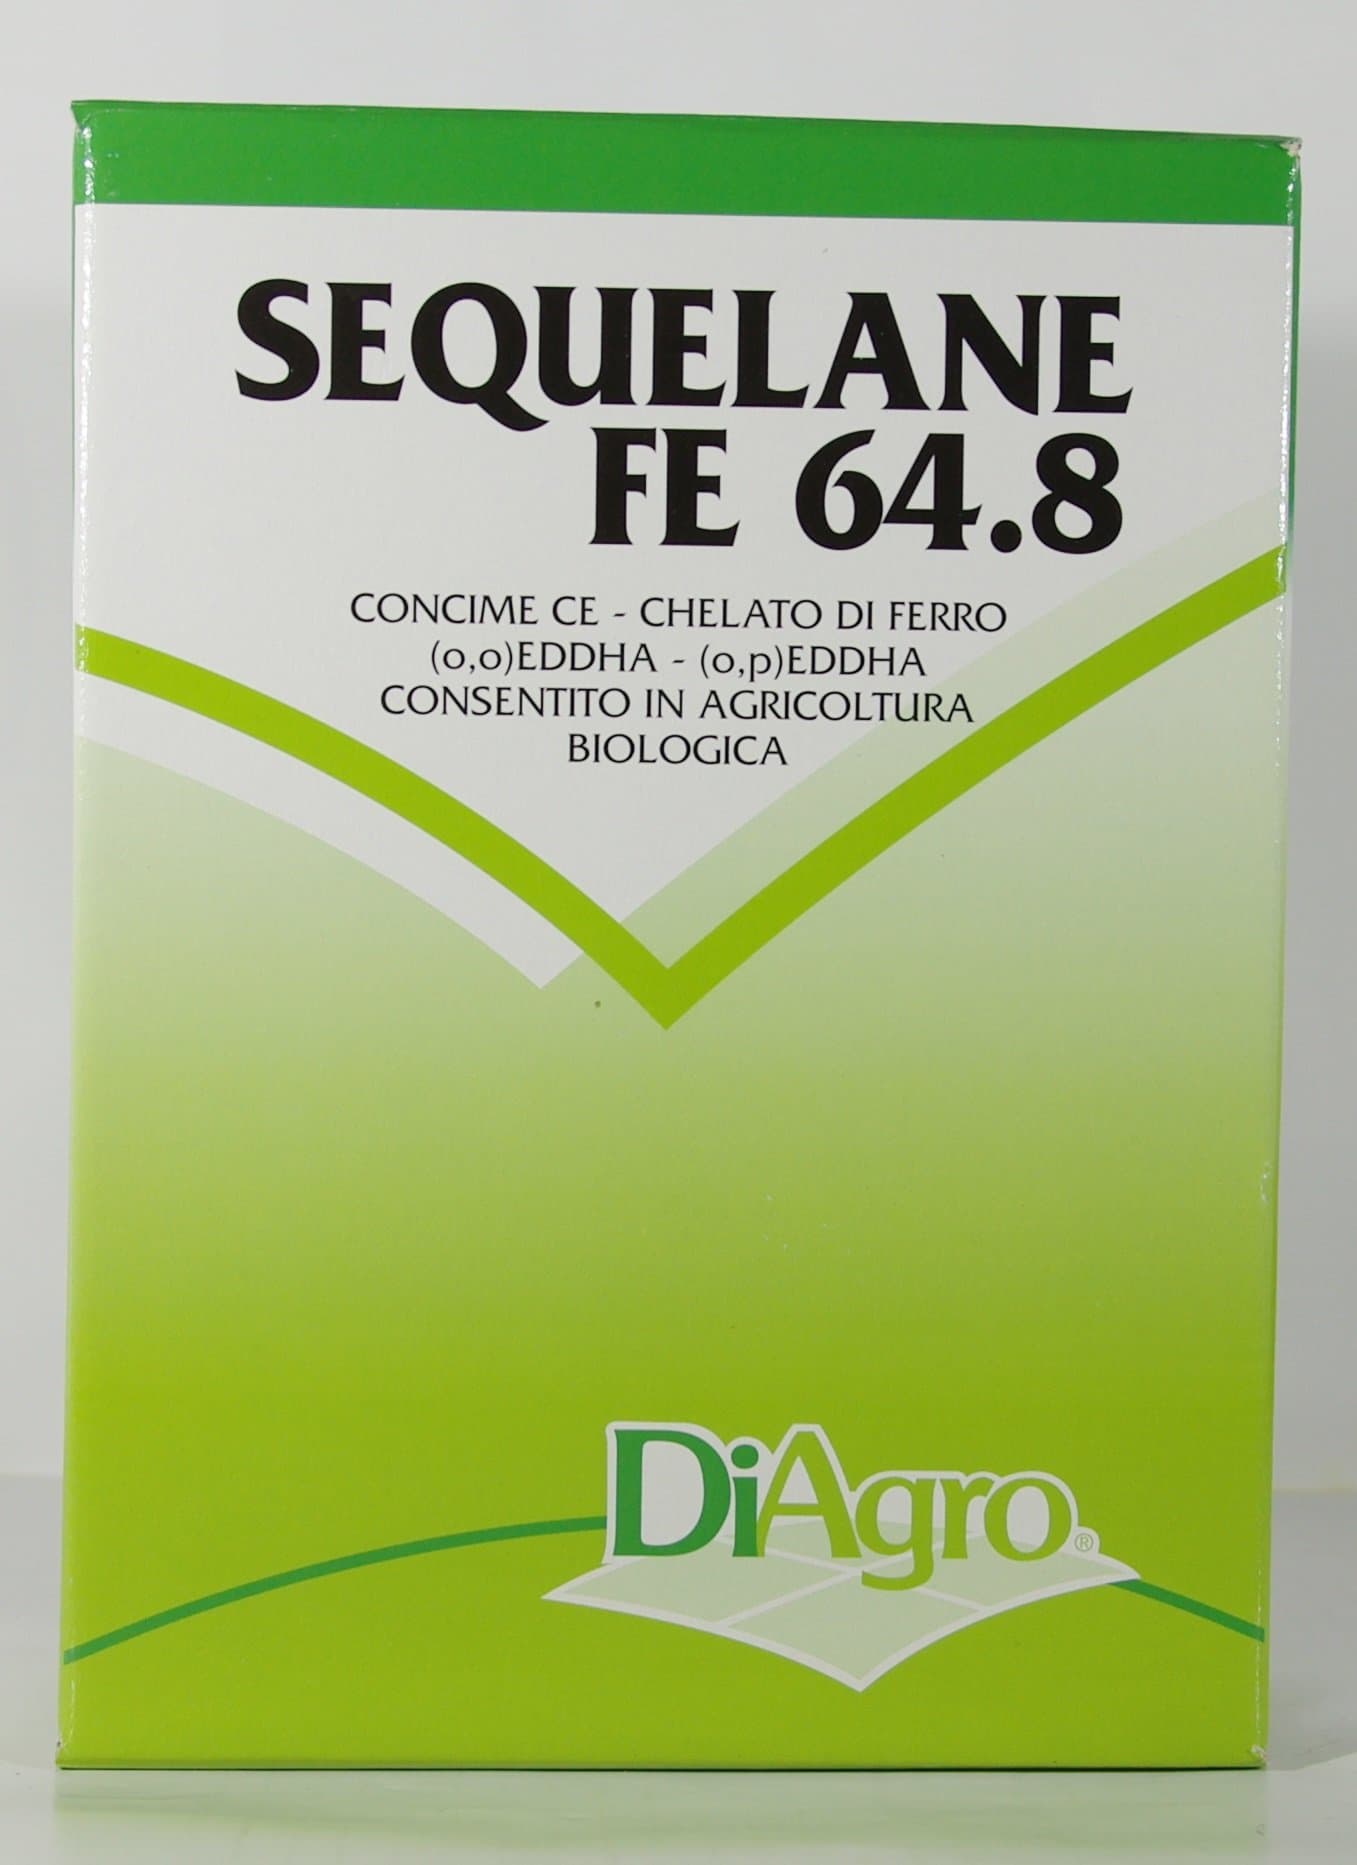 SEQUELANE
FE 64.8
CONCIME CE - CHELATO DI FERRO
(o,o)EDDHA - (o,p)EDDHA
CONSENTITO IN AGRICOLTURA
BIOLOGICA
DiAgro®